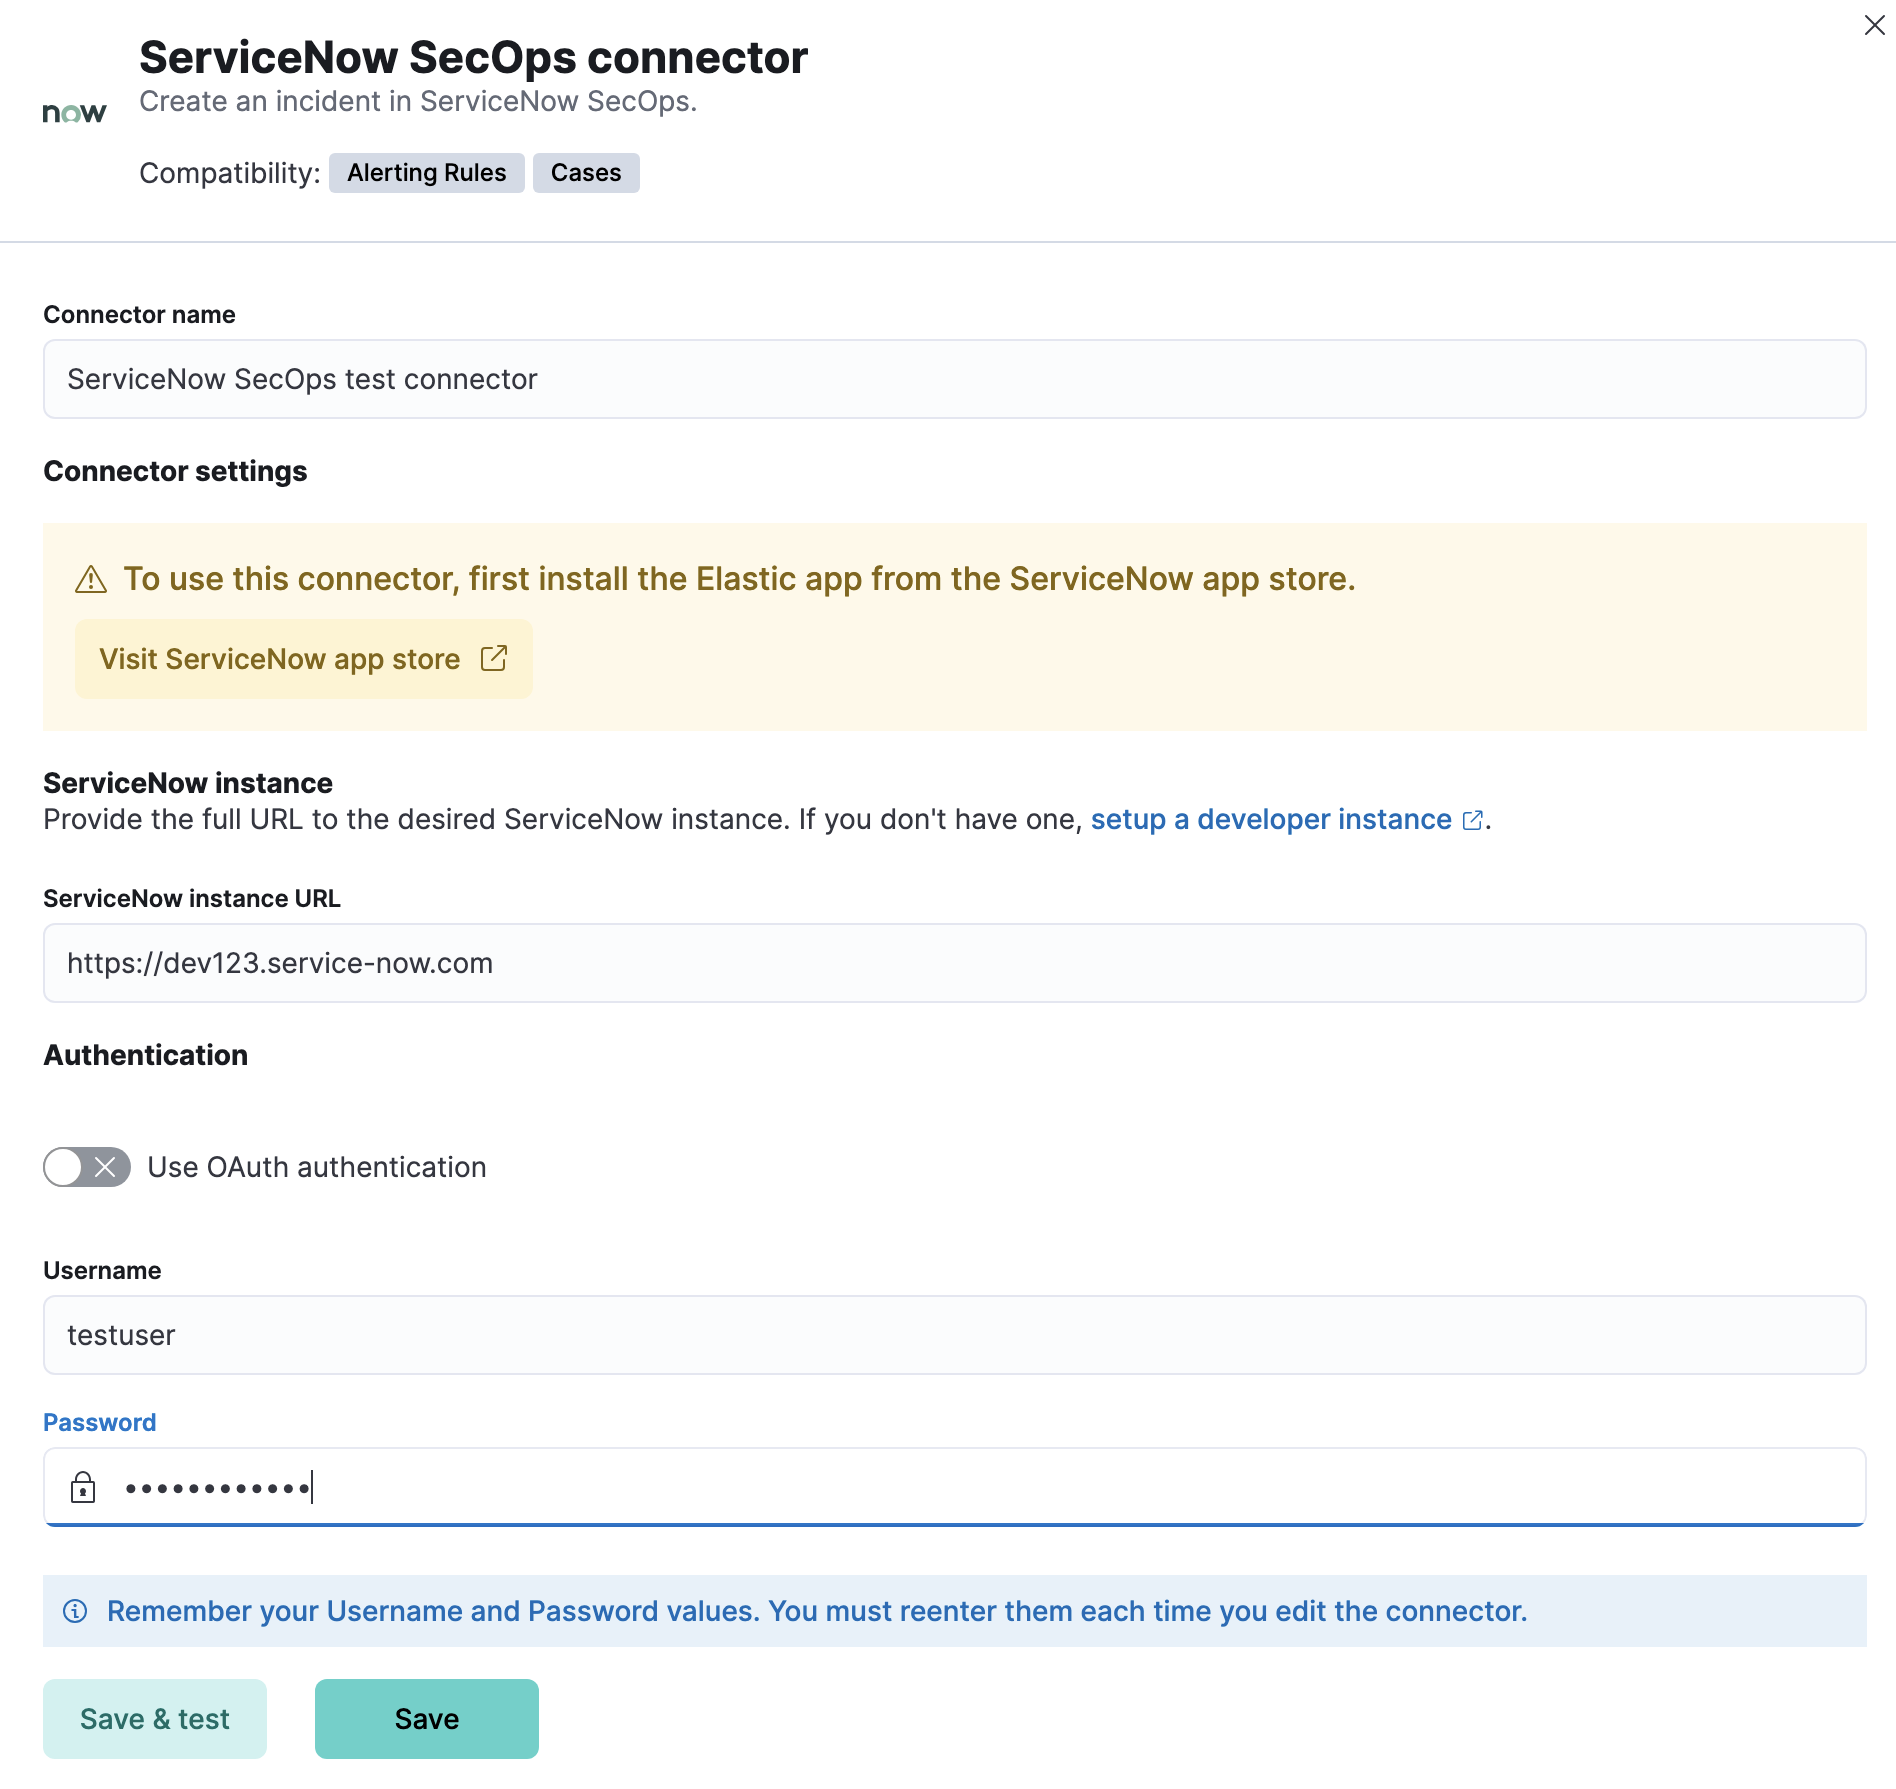 ServiceNow SecOps connector
now
Create an incident in ServiceNow SecOps.
Compatibility: Alerting Rules Cases
Connector name
ServiceNow SecOps test connector
Connector settings
To use this connector, first install the Elastic app from the ServiceNow app store.
Visit ServiceNow app store
ServiceNow instance
Provide the full URL to the desired ServiceNow instance. If you don't have one, setup a developer instance.
ServiceNow instance URL
https://dev123.service-now.com
Authentication
Use OAuth authentication
Username
testuser
Password
••••••••••••
Remember your Username and Password values. You must reenter them each time you edit the connector.
Save & test Save